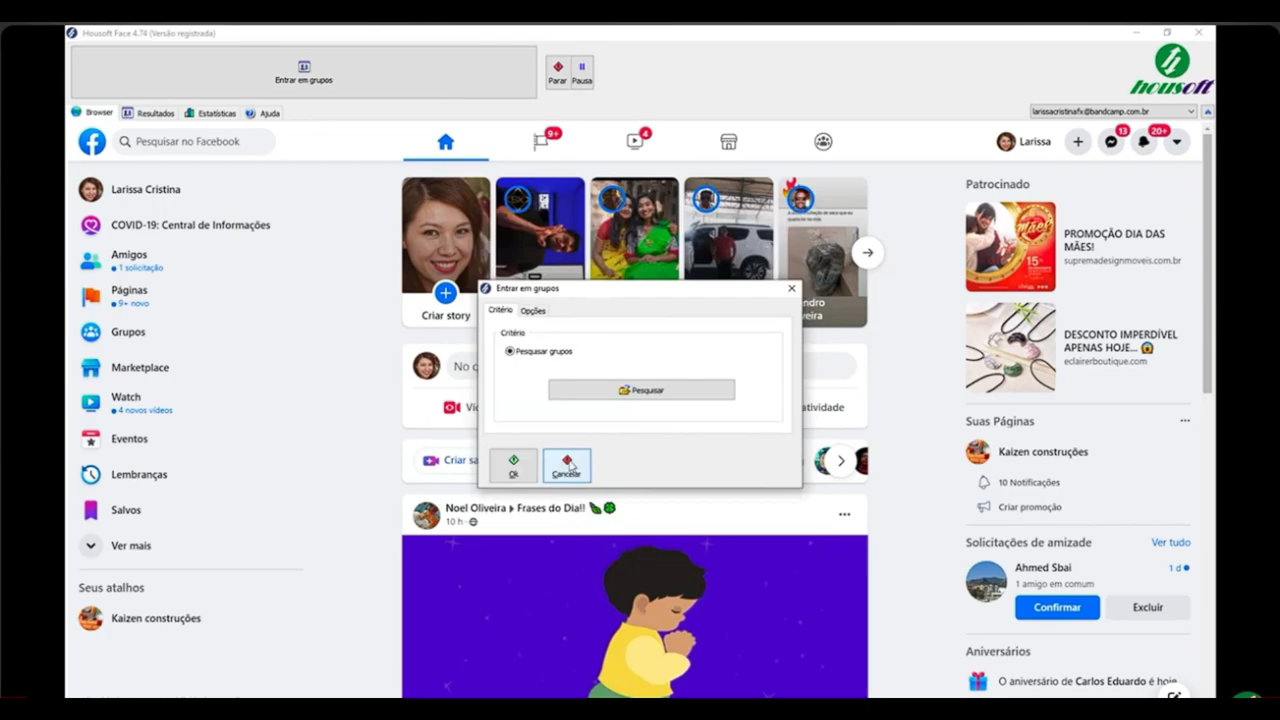 Housoft Face 4.74 (Versão registrada)
Entrar em grupos
Parar
Pausa
housoft
Browser
Resultados
Estatísticas
Ajuda
larissacristinafx@bandcamp.com.br
Pesquisar no Facebook
9+
4
Larissa
13
20+
Larissa Cristina
COVID-19: Central de Informações
Amigos
1 solicitação
Páginas
9+ novo
Grupos
Marketplace
Watch
4 novos vídeos
Eventos
Lembranças
Salvos
Ver mais
Seus atalhos
Kaizen construções
Criar story
Entrar em grupos
Critério
Opções
Critério
Pesquisar grupos
Pesquisar
Ok
Cancelar
Noel Oliveira
Frases do Dia!!
10 h
Patrocinado
PROMOÇÃO DIA DAS
MÃES!
supremadesignmoveis.com.br
DESCONTO IMPERDÍVEL
APENAS HOJE...
eclairerboutique.com
Suas Páginas
Kaizen construções
10 Notificações
Criar promoção
Solicitações de amizade
Ver tudo
Ahmed Sbai
1 d
1 amigo em comum
Confirmar
Excluir
Aniversários
O aniversário de Carlos Eduardo é hoje